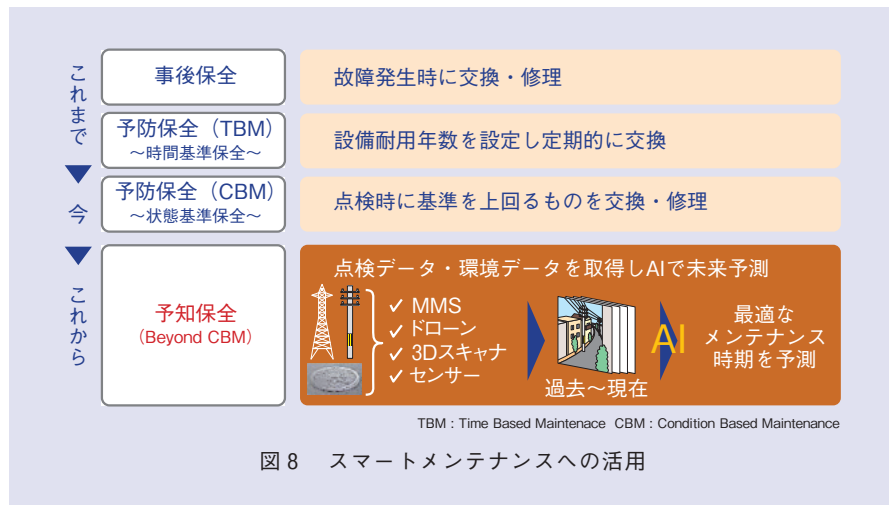 これまで
今
これから
事後保全
故障発生時に交換・修理
予防保全（TBM）
～時間基準保全～
設備耐用年数を設定し定期的に交換
予防保全（CBM）
～状態基準保全～
点検時に基準を上回るものを交換・修理
予知保全
(Beyond CBM)
点検データ・環境データを取得しAIで未来予測
✓ MMS
✓ ドローン
✓ 3Dスキャナ
✓ センサー
過去～現在
AI
最適な
メンテナンス
時期を予測
TBM : Time Based Maintenace CBM : Condition Based Maintenance
図8 スマートメンテナンスへの活用